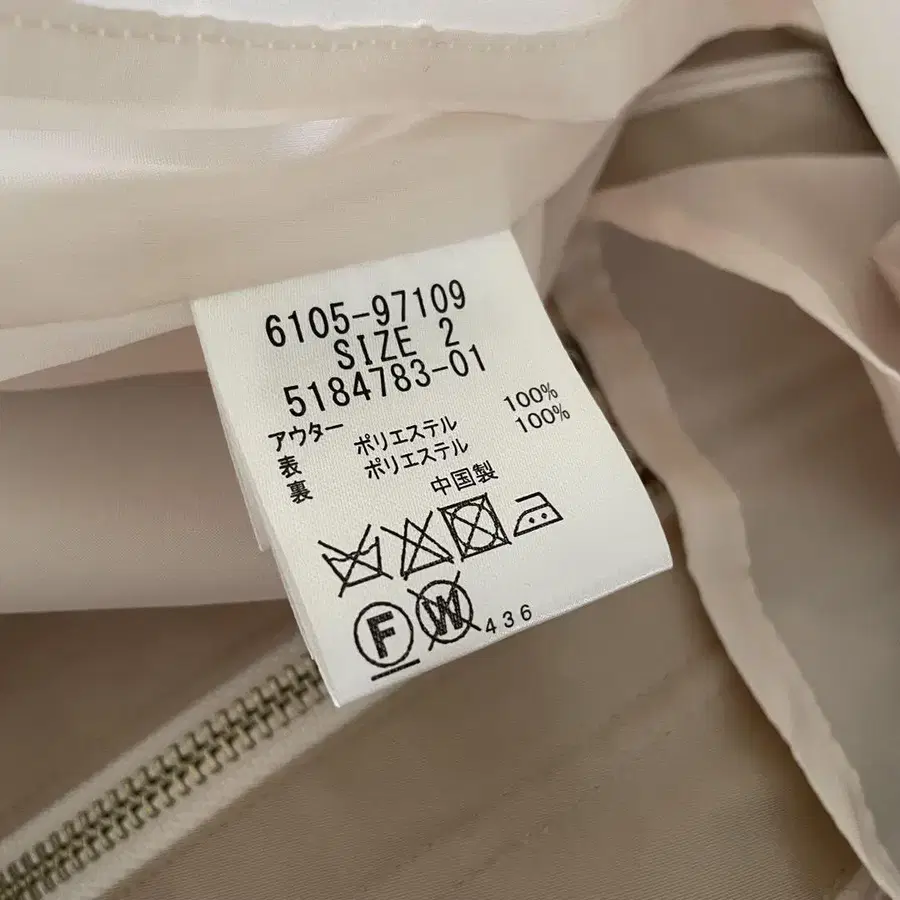 6105-97109
SIZE 2
5184783-01
アウター
表 ポリエステル 100%
裏 ポリエステル 100%
中国製
F W 436